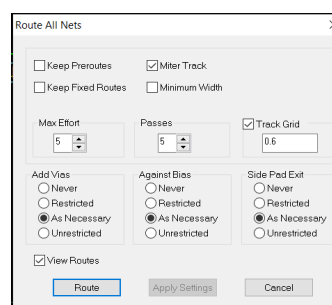 Route All Nets
Keep Preroutes
Miter Track
Keep Fixed Routes
Minimum Width
Max Effort
Passes
Track Grid
5
5
0.6
Add Vias
Against Bias
Side Pad Exit
Never
Never
Never
Restricted
Restricted
Restricted
As Necessary
As Necessary
As Necessary
Unrestricted
Unrestricted
Unrestricted
View Routes
Route
Apply Settings
Cancel